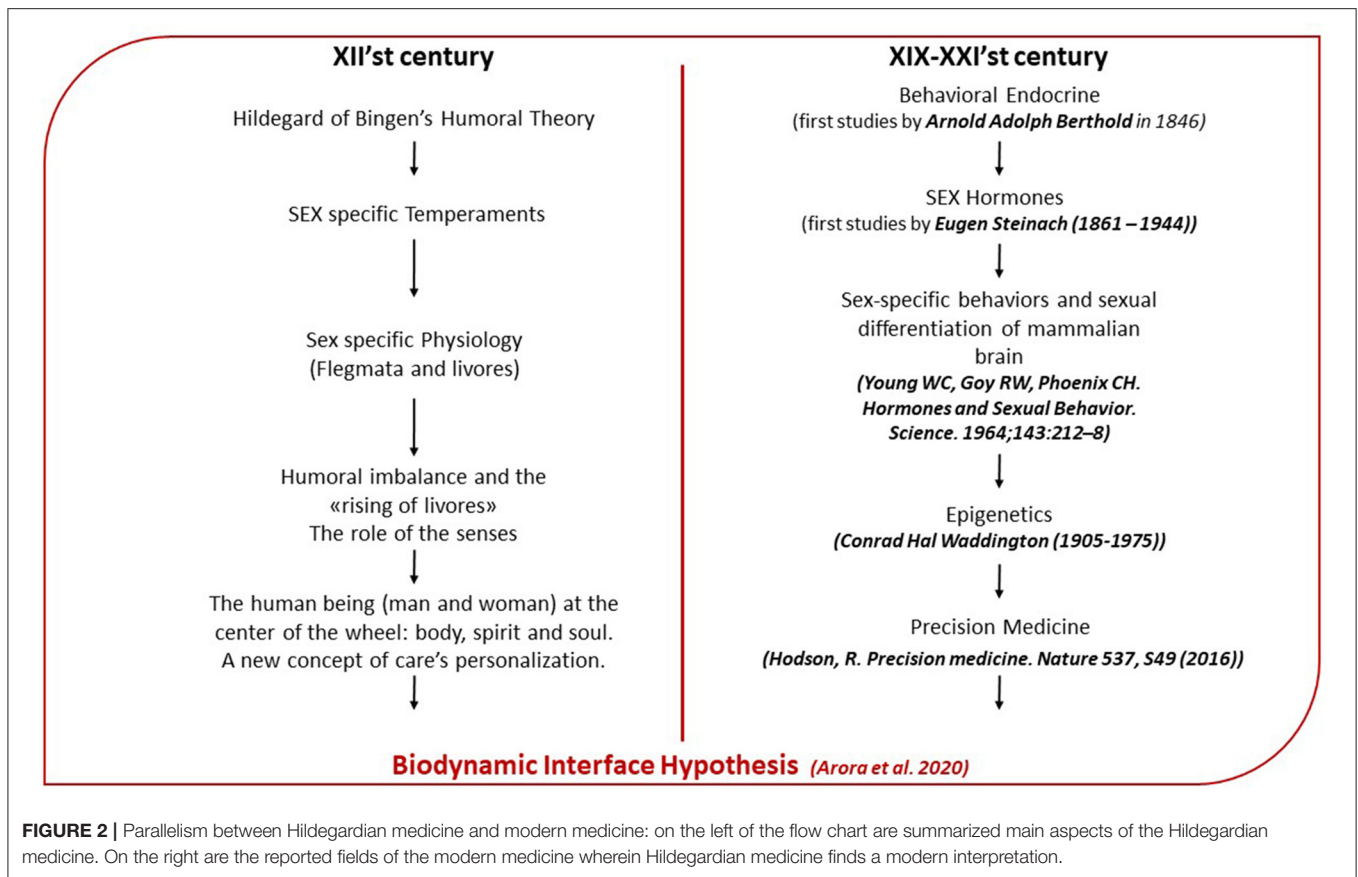 XII'st century
Hildegard of Bingen's Humoral Theory
SEX specific Temperaments
Sex specific Physiology
(Flegmata and livores)
Humoral imbalance and the
«rising of livores»
The role of the senses
The human being (man and woman) at the
center of the wheel: body, spirit and soul.
A new concept of care's personalization.
XIX-XXI'st century
Behavioral Endocrine
(first studies by Arnold Adolph Berthold in 1846)
SEX Hormones
(first studies by Eugen Steinach (1861 – 1944))
Sex-specific behaviors and sexual
differentiation of mammalian
brain
(Young WC, Goy RW, Phoenix CH.
Hormones and Sexual Behavior.
Science. 1964;143:212–8)
Epigenetics
(Conrad Hal Waddington (1905-1975))
Precision Medicine
(Hodson, R. Precision medicine. Nature 537, S49 (2016))
Biodynamic Interface Hypothesis (Arora et al. 2020)
FIGURE 2 | Parallelism between Hildegardian medicine and modern medicine: on the left of the flow chart are summarized main aspects of the Hildegardian
medicine. On the right are the reported fields of the modern medicine wherein Hildegardian medicine finds a modern interpretation.